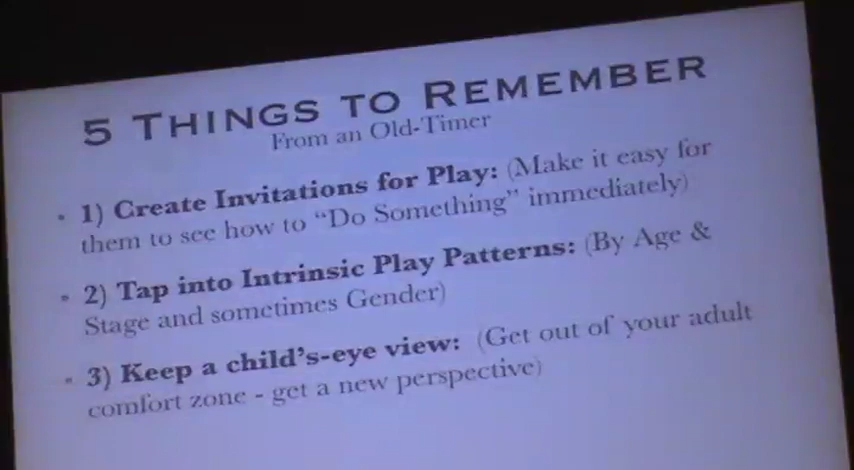 5 THINGS TO REMEMBER
From an Old-Timer
• 1) Create Invitations for Play: (Make it easy for
them to see how to “Do Something” immediately)
• 2) Tap into Intrinsic Play Patterns: (By Age &
Stage and sometimes Gender)
• 3) Keep a child’s-eye view: (Get out of your adult
comfort zone - get a new perspective)